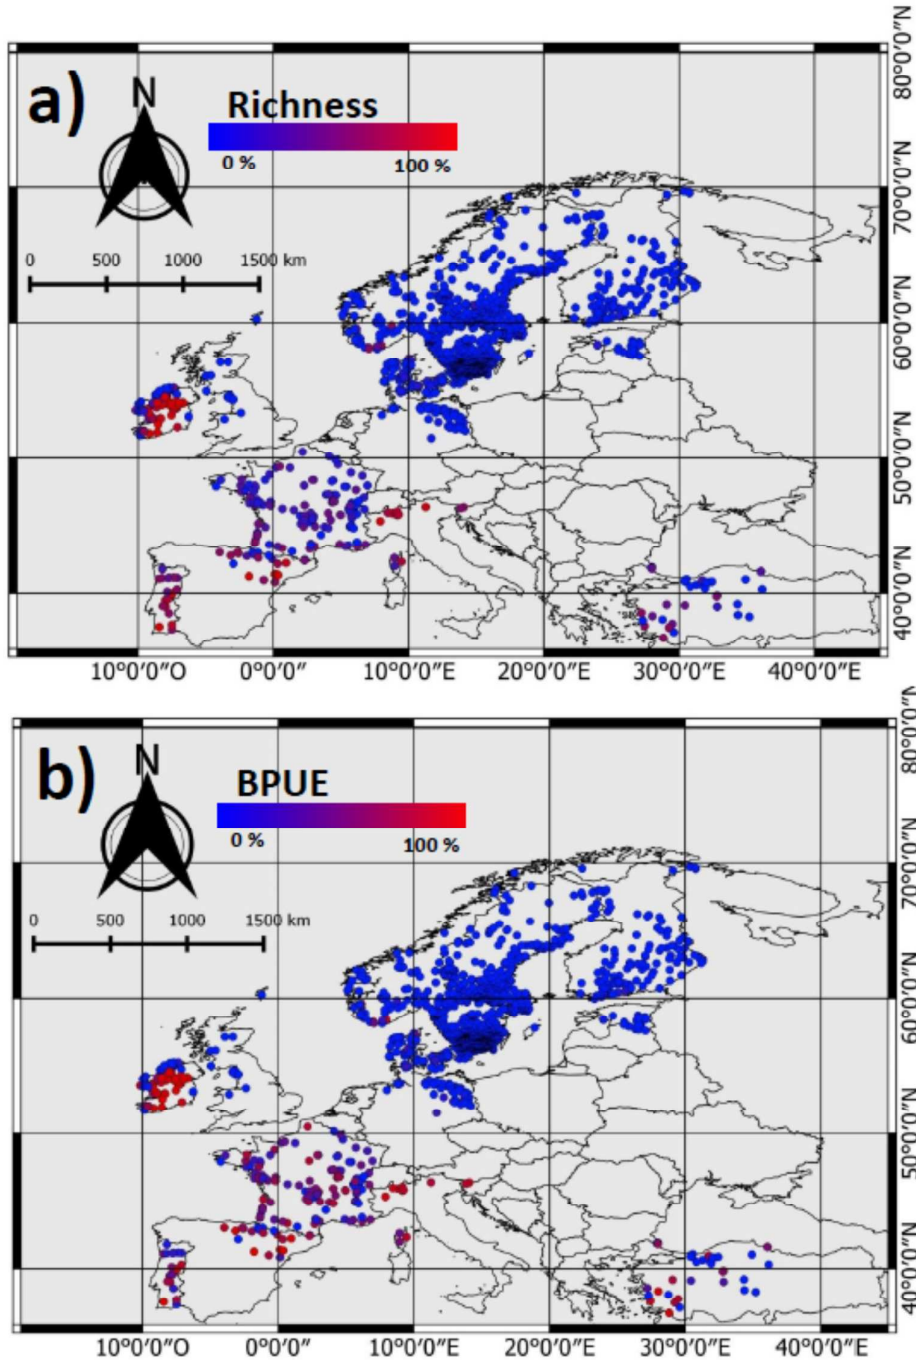 80°0′0″N
a)
N
Richness
0 %
100 %
70°0′0″N
0
500
1000
1500 km
60°0′0″N
50°0′0″N
40°0′0″N
10°0′0″O
0°0′0″
10°0′0″E
20°0′0″E
30°0′0″E
40°0′0″E
80°0′0″N
b)
N
BPUE
0 %
100 %
70°0′0″N
0
500
1000
1500 km
60°0′0″N
50°0′0″N
40°0′0″N
10°0′0″O
0°0′0″
10°0′0″E
20°0′0″E
30°0′0″E
40°0′0″E